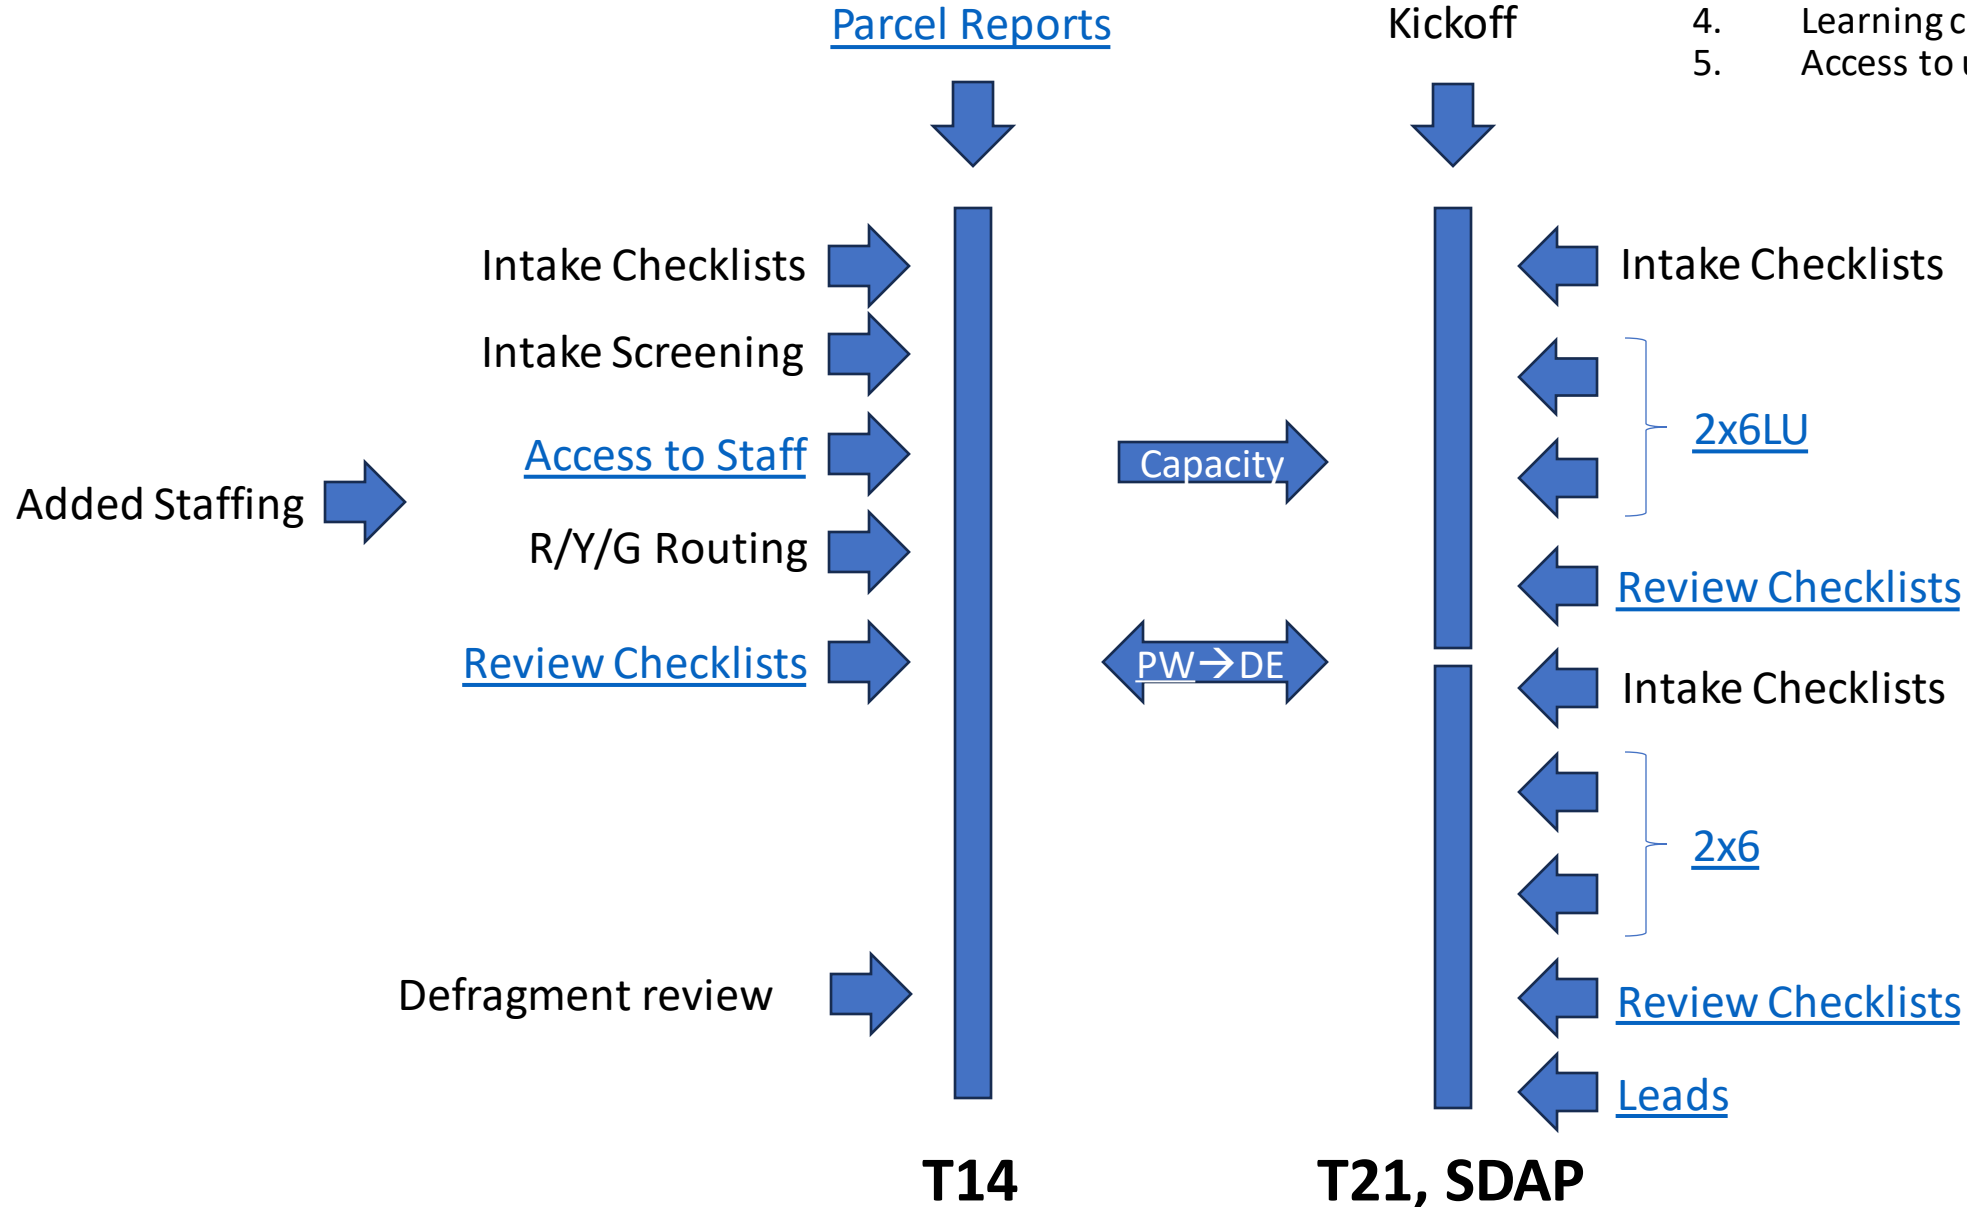 Parcel Reports
Kickoff
4. Learning
5. Access to
Intake Checklists
Intake Screening
Access to Staff
Added Staffing
R/Y/G Routing
Review Checklists
Defragment review
Capacity
PW→DE
Intake Checklists
2x6LU
Review Checklists
Intake Checklists
2x6
Review Checklists
Leads
T14
T21, SDAP